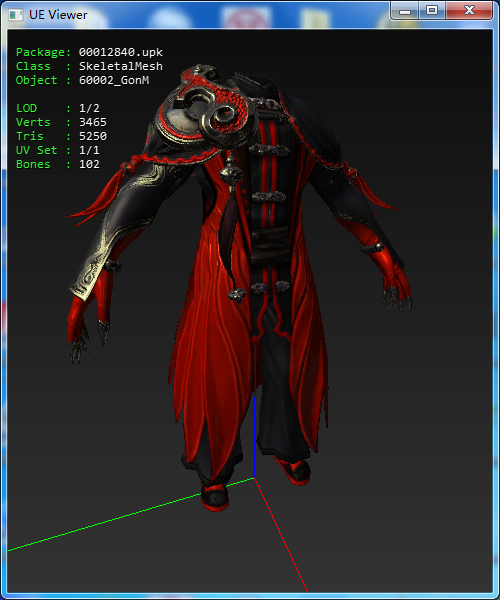 UE Viewer
Package: 00012840.upk
Class : SkeletalMesh
Object : 60002_GonM
LOD : 1/2
Verts : 3465
Tris : 5250
UV Set : 1/1
Bones : 102